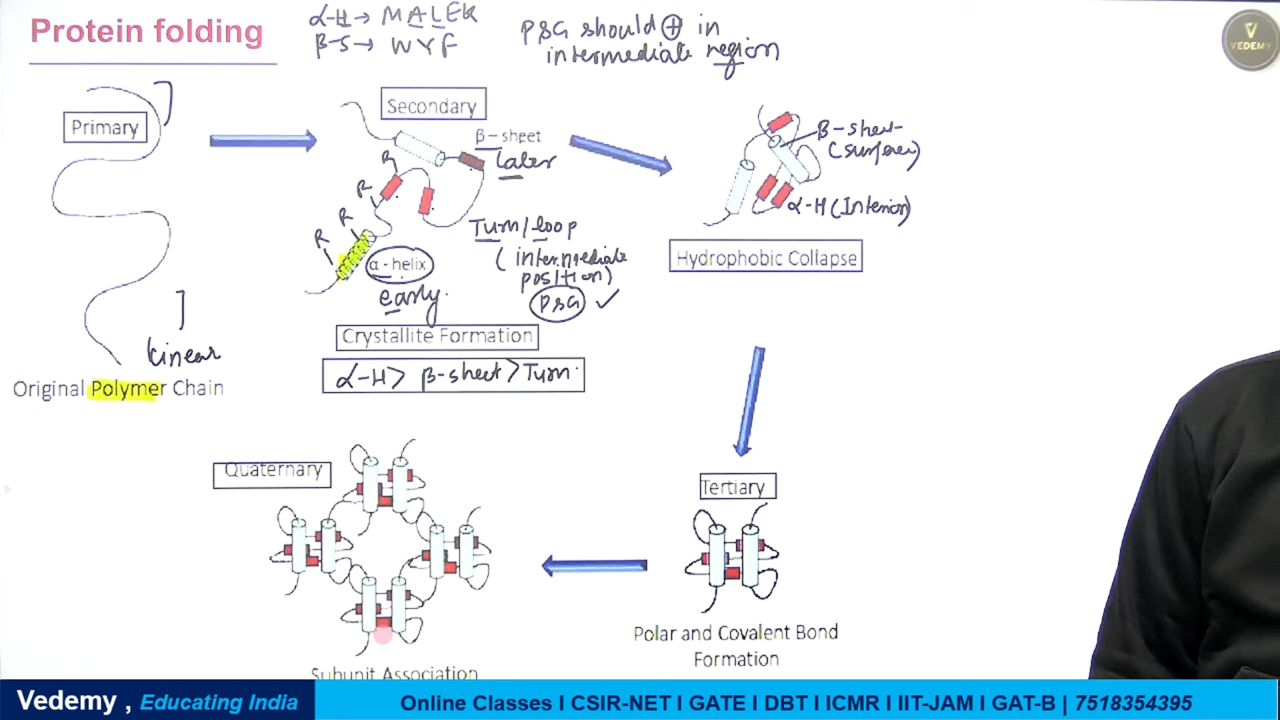 Protein folding
α-H → MALEK
β-S → WYF
PSG should ⊕ in
intermediate region
VEDEMY
Primary
Linear
Original Polymer Chain
Secondary
β-sheet
later
R
R
R
R
α-helix
early.
Turn/loop
(intermediate
position)
PSG ✓
Crystallite Formation
α-H > β-sheet > Turn.
β-sheet
(surface)
α-H (Interior)
Hydrophobic Collapse
Tertiary
Polar and Covalent Bond
Formation
Quaternary
Subunit Association
Vedemy , Educating India
Online Classes I CSIR-NET I GATE I DBT I ICMR I IIT-JAM I GAT-B | 7518354395